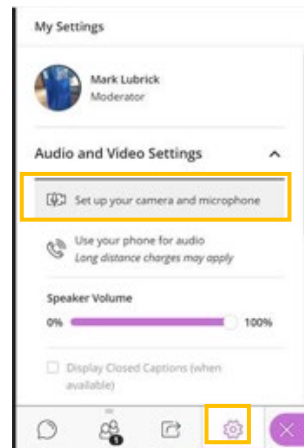 My Settings
Mark Lubrick
Moderator
Audio and Video Settings
Set up your camera and microphone
Use your phone for audio
Long distance charges may apply
Speaker Volume
0% 100%
Display Closed Captions (when
available)